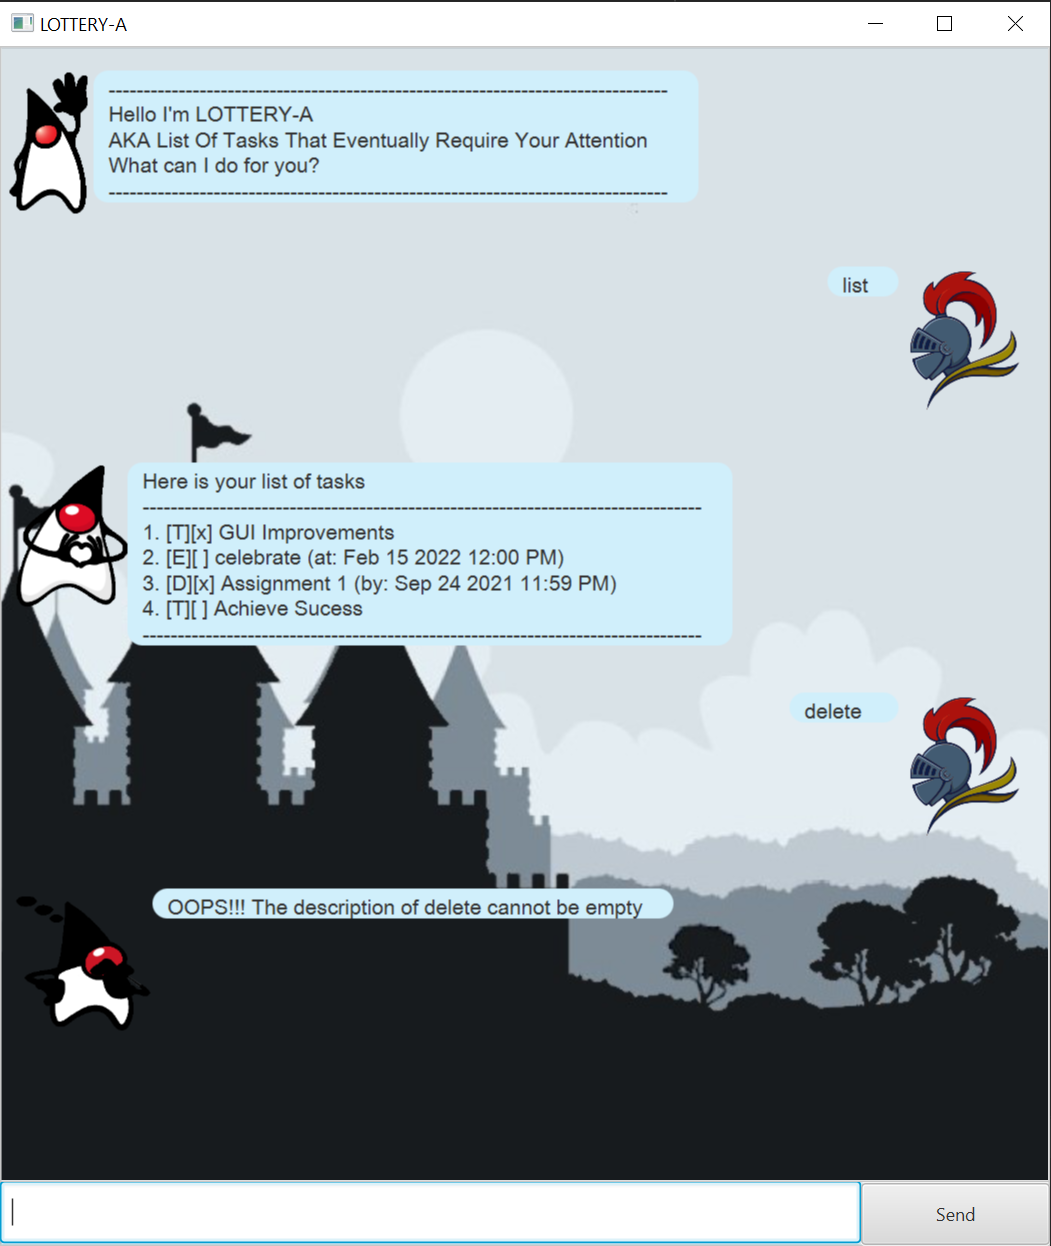 LOTTERY-A
--------------------------------------------------------------------------------
Hello I'm LOTTERY-A
AKA List Of Tasks That Eventually Require Your Attention
What can I do for you?
--------------------------------------------------------------------------------
list
Here is your list of tasks
--------------------------------------------------------------------------------
1. [T][x] GUI Improvements
2. [E][ ] celebrate (at: Feb 15 2022 12:00 PM)
3. [D][x] Assignment 1 (by: Sep 24 2021 11:59 PM)
4. [T][ ] Achieve Sucess
--------------------------------------------------------------------------------
delete
OOPS!!! The description of delete cannot be empty
Send